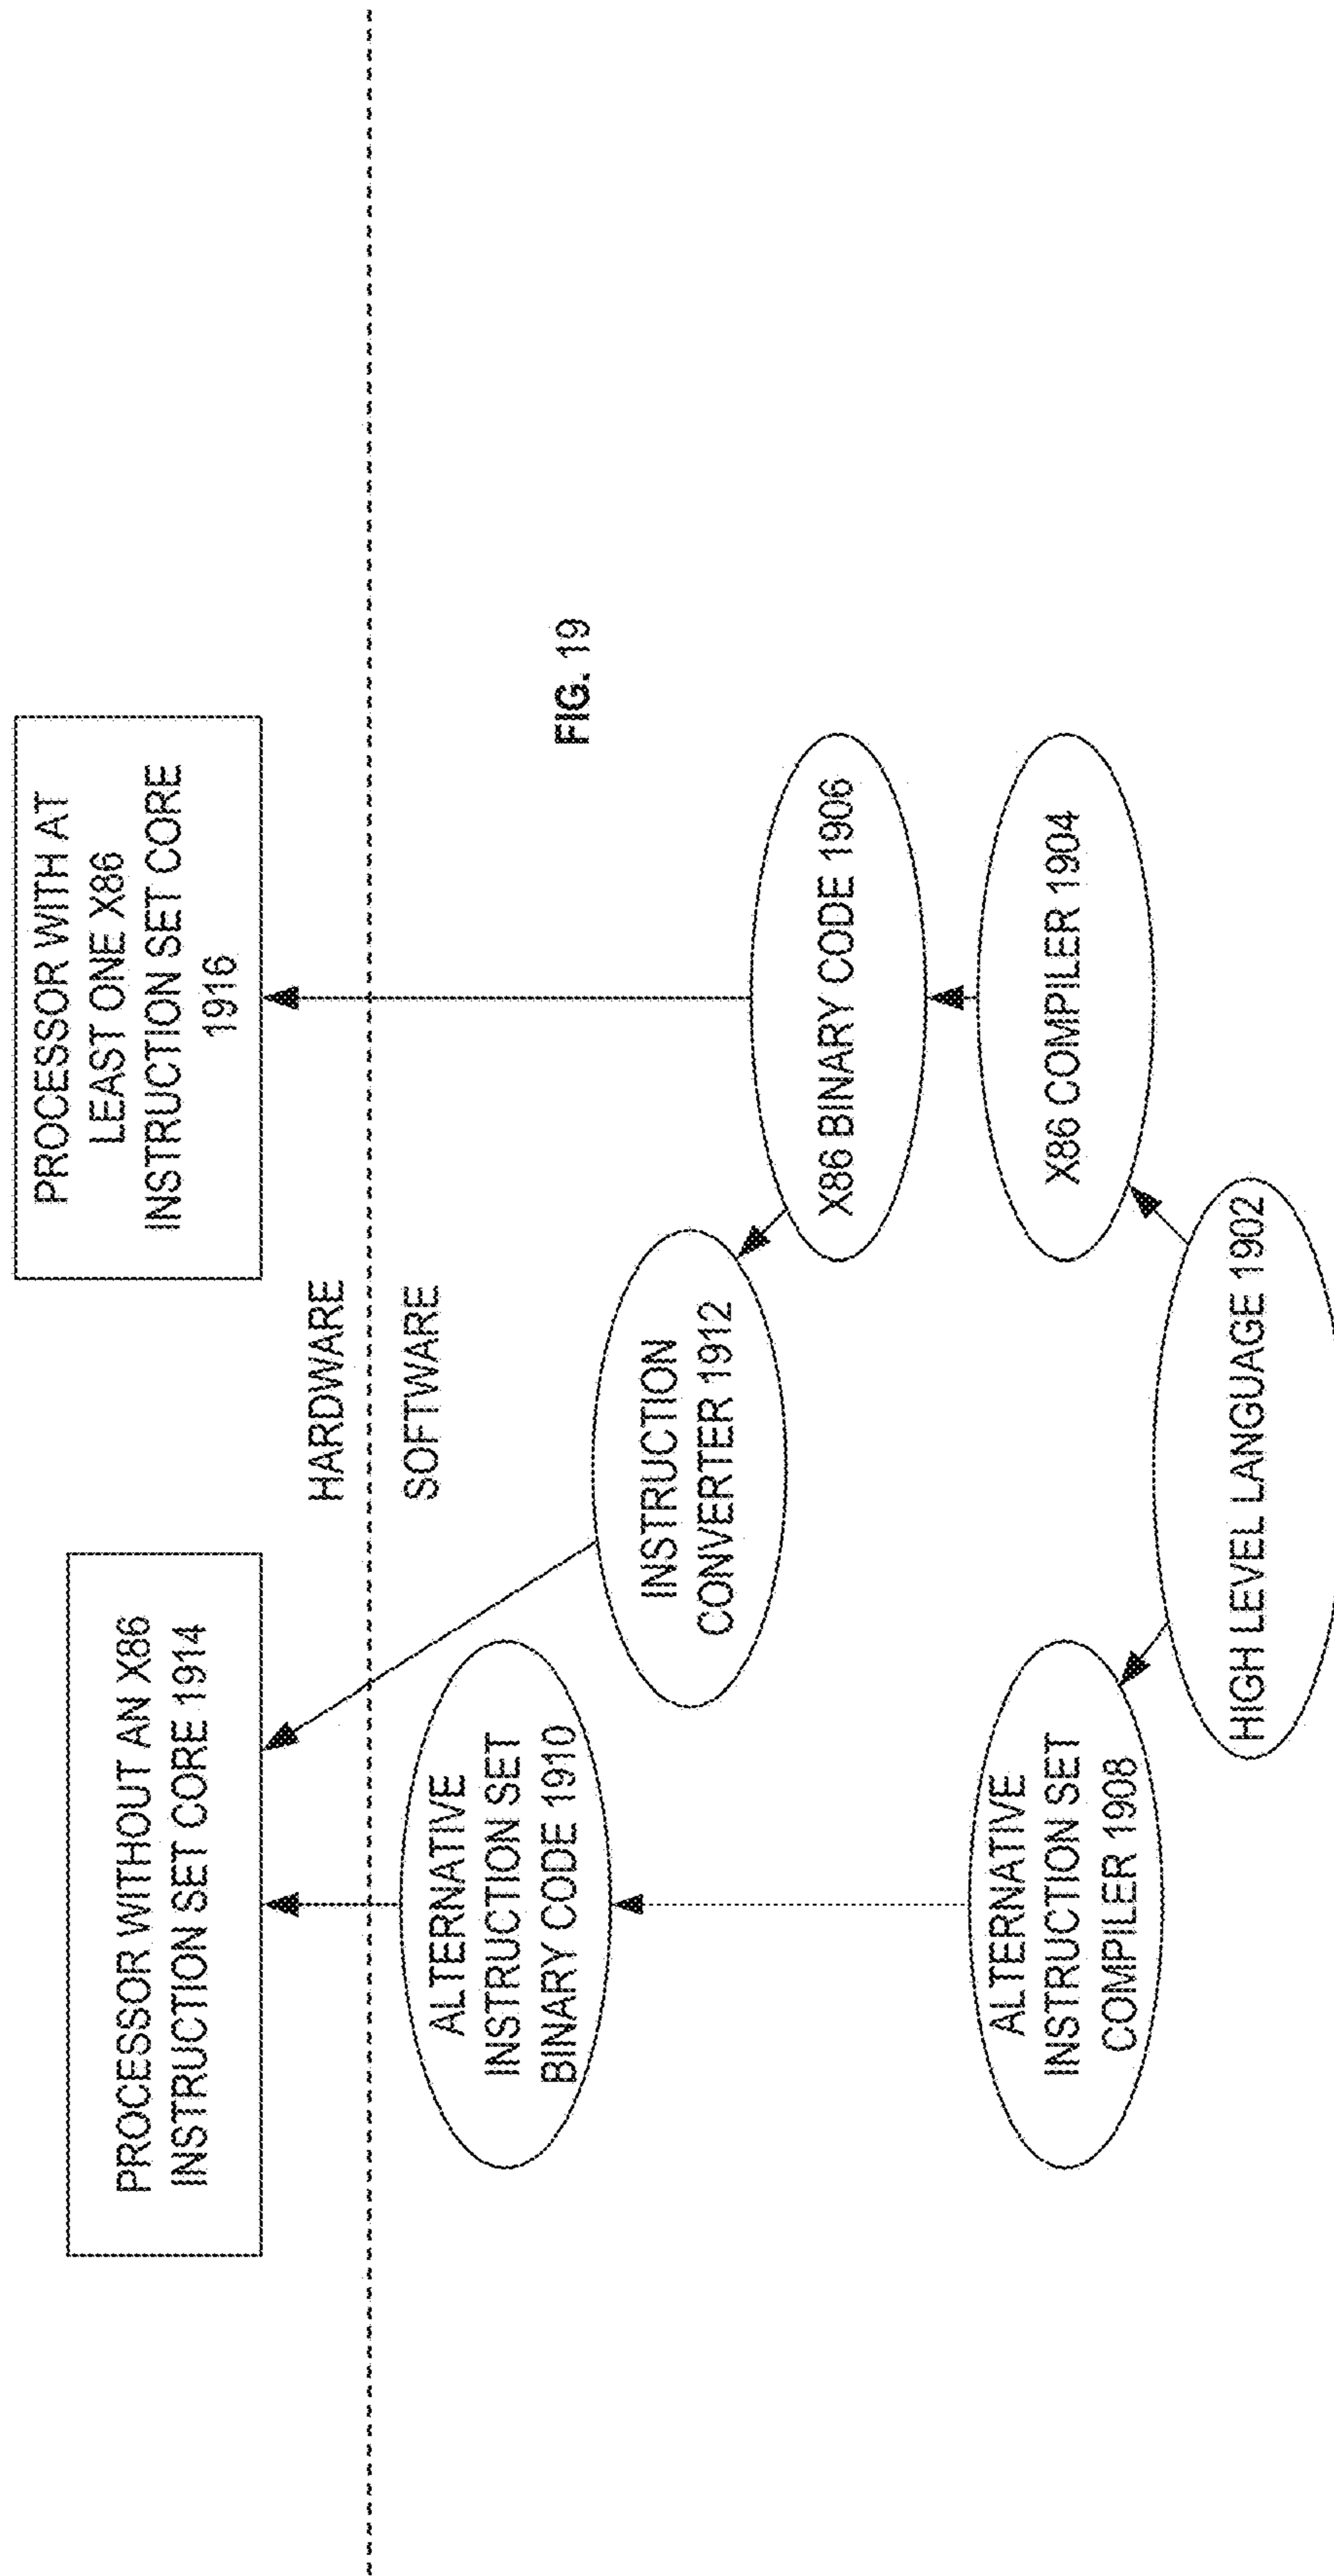 PROCESSOR WITHOUT AN X86
INSTRUCTION SET CORE 1914
PROCESSOR WITH AT
LEAST ONE X86
INSTRUCTION SET CORE
1916
HARDWARE
SOFTWARE
ALTERNATIVE
INSTRUCTION SET
BINARY CODE 1910
INSTRUCTION
CONVERTER 1912
FIG. 19
X86 BINARY CODE 1906
ALTERNATIVE
INSTRUCTION SET
COMPILER 1908
X86 COMPILER 1904
HIGH LEVEL LANGUAGE 1902